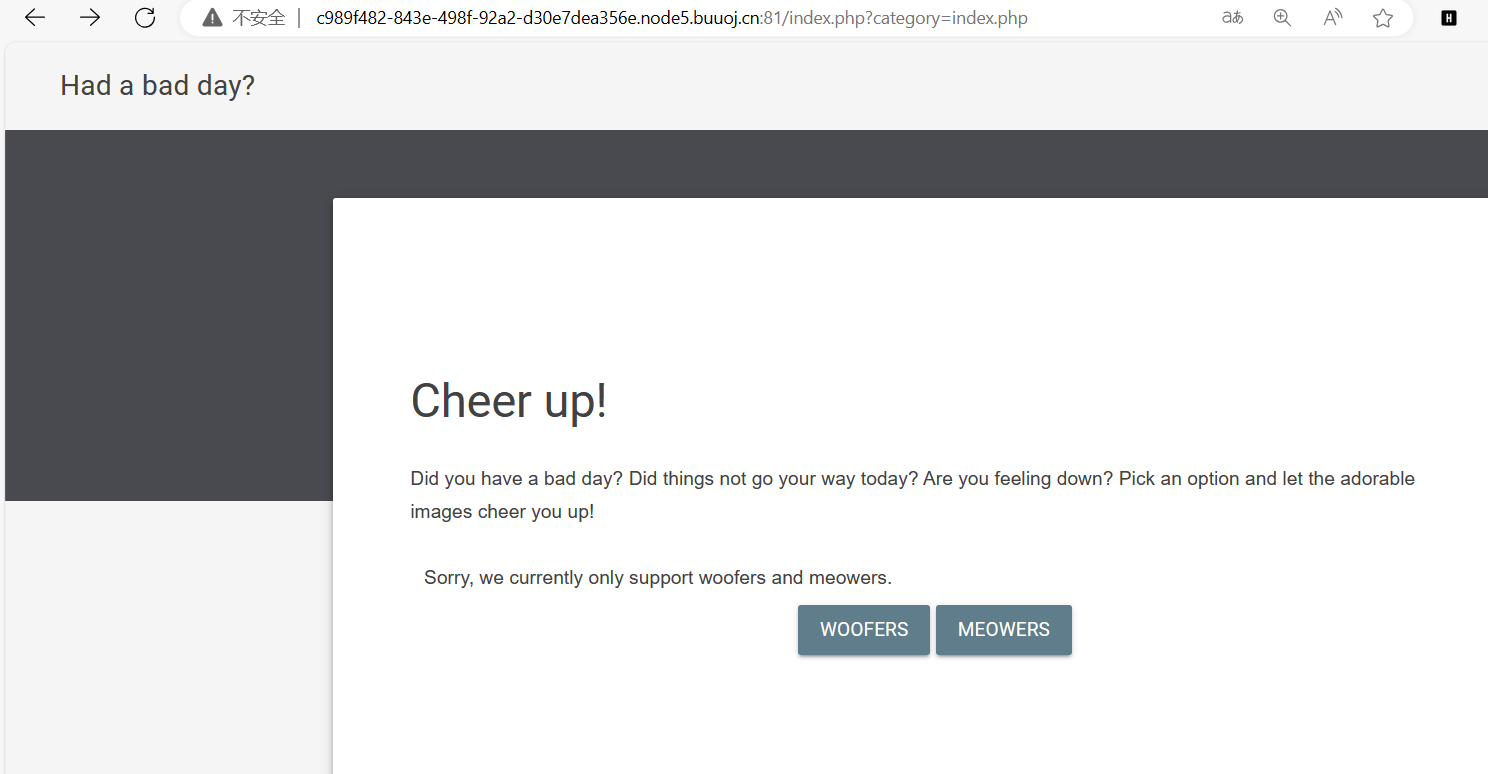 不安全 | c989f482-843e-498f-92a2-d30e7dea356e.node5.buuoj.cn:81/index.php?category=index.php
aあ
A
H
Had a bad day?
Cheer up!
Did you have a bad day? Did things not go your way today? Are you feeling down? Pick an option and let the adorable
images cheer you up!
Sorry, we currently only support woofers and meowers.
WOOFERS MEOWERS